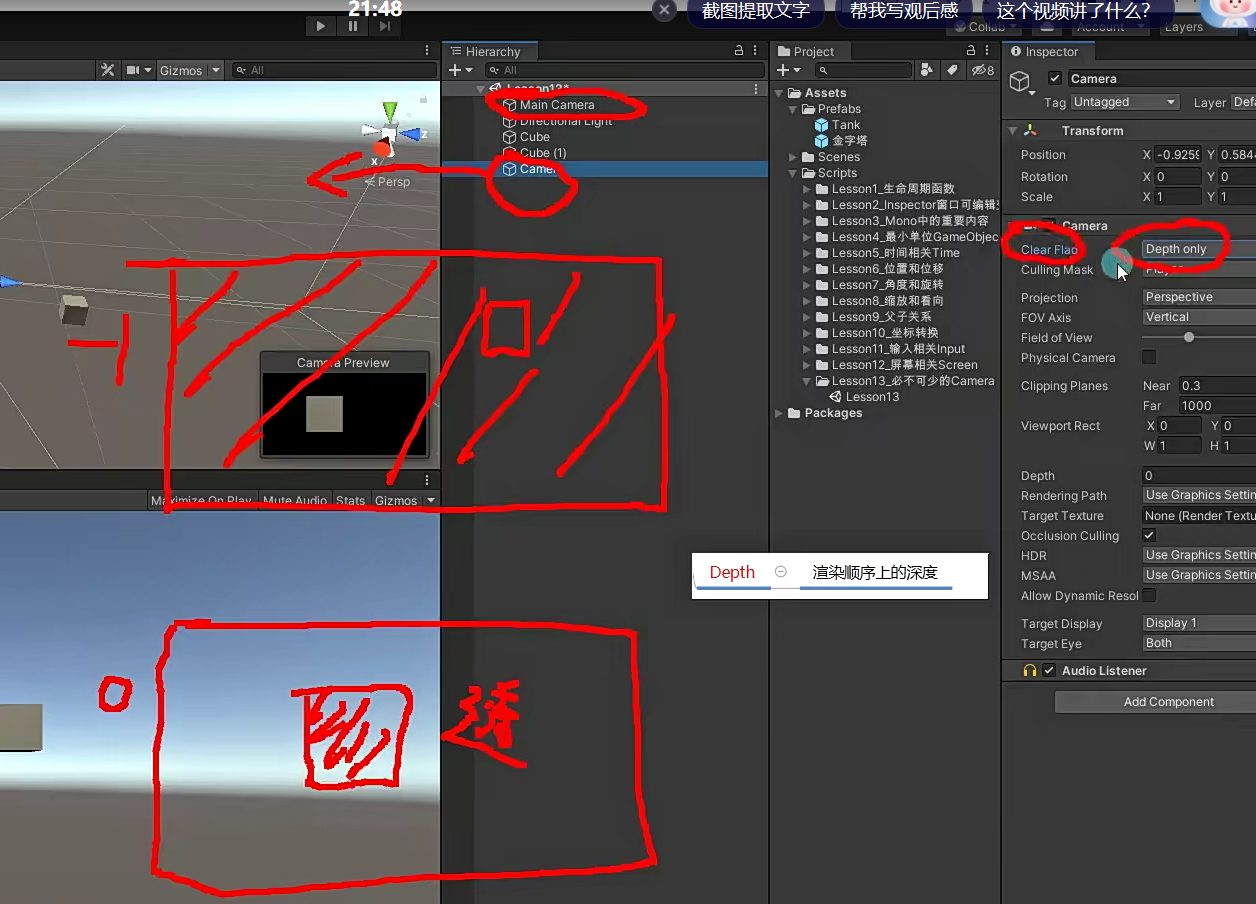 21:48
截图提取文字
帮我写观后感
这个视频讲了什么?
Collab
Account
Layers
Gizmos
All
Persp
x
z
Camera Preview
Maximize On Play
Mute Audio
Stats
Gizmos
-1
0
透
Hierarchy
All
Lesson13*
Main Camera
Directional Light
Cube
Cube (1)
Camera
Project
8
Assets
Prefabs
Tank
金字塔
Scenes
Scripts
Lesson1_生命周期函数
Lesson2_Inspector窗口可编辑
Lesson3_Mono中的重要内容
Lesson4_最小单位GameObjec
Lesson5_时间相关Time
Lesson6_位置和位移
Lesson7_角度和旋转
Lesson8_缩放和看向
Lesson9_父子关系
Lesson10_坐标转换
Lesson11_输入相关Input
Lesson12_屏幕相关Screen
Lesson13_必不可少的Camera
Lesson13
Packages
Depth 渲染顺序上的深度
Inspector
Camera
Tag Untagged Layer Defa
Transform
Position X -0.9259 Y 0.584
Rotation X 0 Y 0
Scale X 1 Y 1
Camera
Clear Flag Depth only
Culling Mask Player
Projection Perspective
FOV Axis Vertical
Field of View
Physical Camera
Clipping Planes Near 0.3
Far 1000
Viewport Rect X 0 Y 0
W 1 H 1
Depth 0
Rendering Path Use Graphics Settin
Target Texture None (Render Textu
Occlusion Culling
HDR Use Graphics Settin
MSAA Use Graphics Settin
Allow Dynamic Resol
Target Display Display 1
Target Eye Both
Audio Listener
Add Component